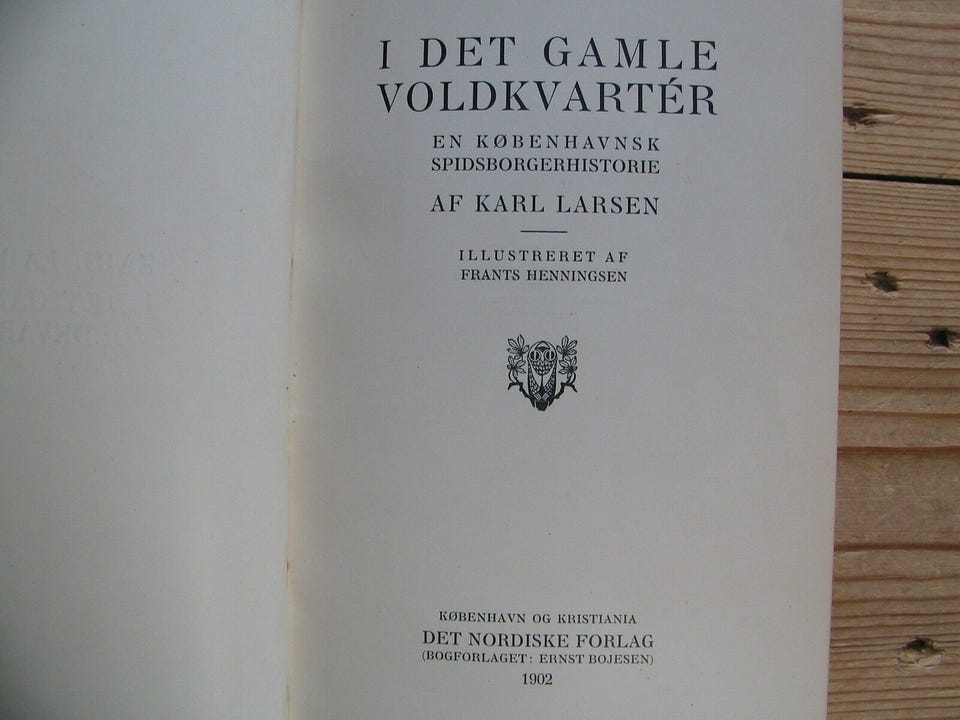 I DET GAMLE
VOLDKVARTÉR
EN KØBENHAVNSK
SPIDSBORGERHISTORIE
AF KARL LARSEN
ILLUSTRERET AF
FRANTS HENNINGSEN
KØBENHAVN OG KRISTIANIA
DET NORDISKE FORLAG
(BOGFORLAGET: ERNST BOJESEN)
1902